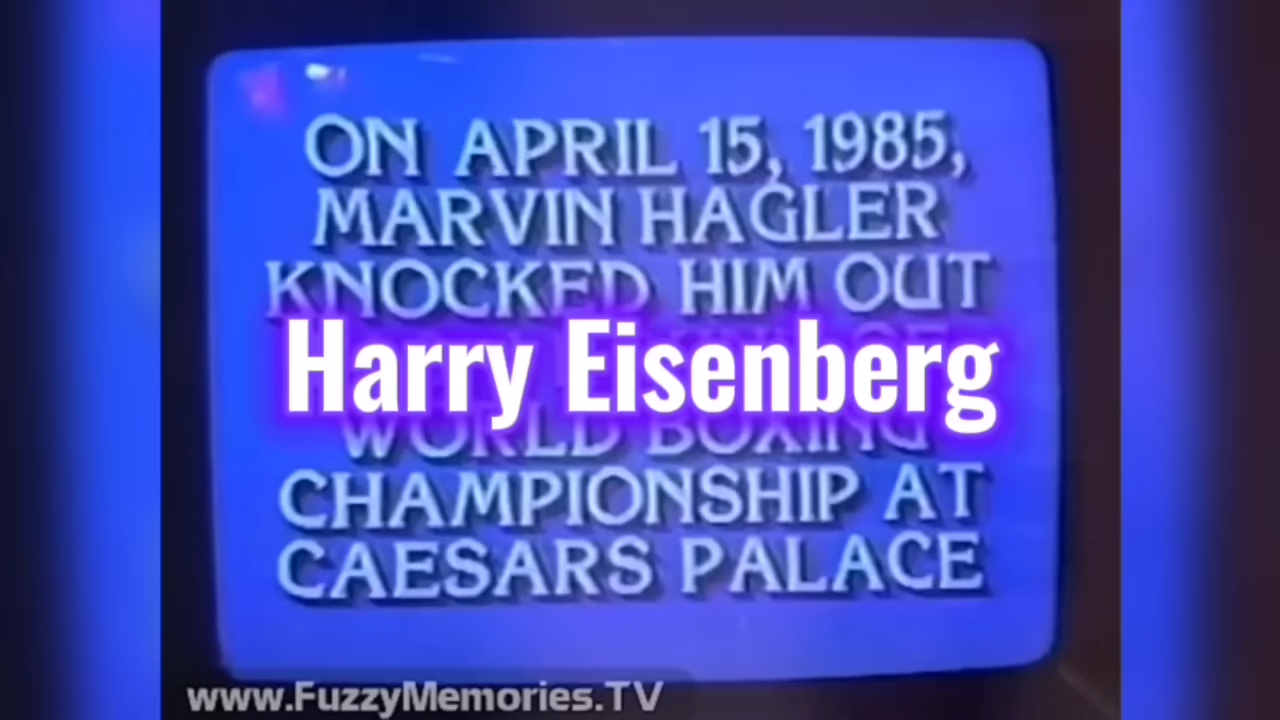 ON APRIL 15, 1985,
MARVIN HAGLER
KNOCKED HIM OUT
Harry Eisenberg
WORLD BOXING
CHAMPIONSHIP AT
CAESARS PALACE
www.FuzzyMemories.TV